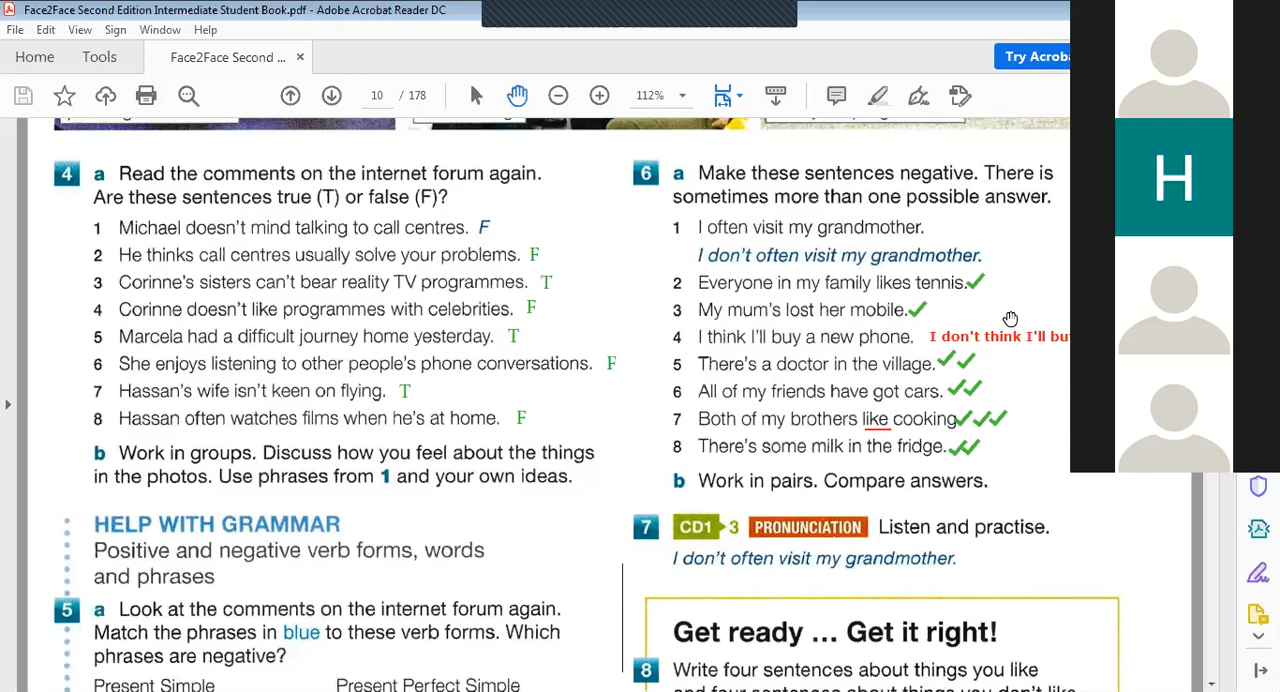 Face2Face Second Edition Intermediate Student Book.pdf - Adobe Acrobat Reader DC
File Edit View Sign Window Help
Home Tools Face2Face Second ... × Try Acroba
10 / 178 112%
4 a Read the comments on the internet forum again.
Are these sentences true (T) or false (F)?
1 Michael doesn't mind talking to call centres. F
2 He thinks call centres usually solve your problems. F
3 Corinne's sisters can't bear reality TV programmes. T
4 Corinne doesn't like programmes with celebrities. F
5 Marcela had a difficult journey home yesterday. T
6 She enjoys listening to other people's phone conversations. F
7 Hassan's wife isn't keen on flying. T
8 Hassan often watches films when he's at home. F
b Work in groups. Discuss how you feel about the things
in the photos. Use phrases from 1 and your own ideas.
HELP WITH GRAMMAR
Positive and negative verb forms, words
and phrases
5 a Look at the comments on the internet forum again.
Match the phrases in blue to these verb forms. Which
phrases are negative?
Present Simple Present Perfect Simple
6 a Make these sentences negative. There is
sometimes more than one possible answer.
1 I often visit my grandmother.
I don't often visit my grandmother.
2 Everyone in my family likes tennis.
3 My mum's lost her mobile.
4 I think I'll buy a new phone. I don't think I'll bu
5 There's a doctor in the village.
6 All of my friends have got cars.
7 Both of my brothers like cooking
8 There's some milk in the fridge.
b Work in pairs. Compare answers.
7 CD1 3 PRONUNCIATION Listen and practise.
I don't often visit my grandmother.
Get ready ... Get it right!
8 Write four sentences about things you like
and four sentences about things you don't like
H